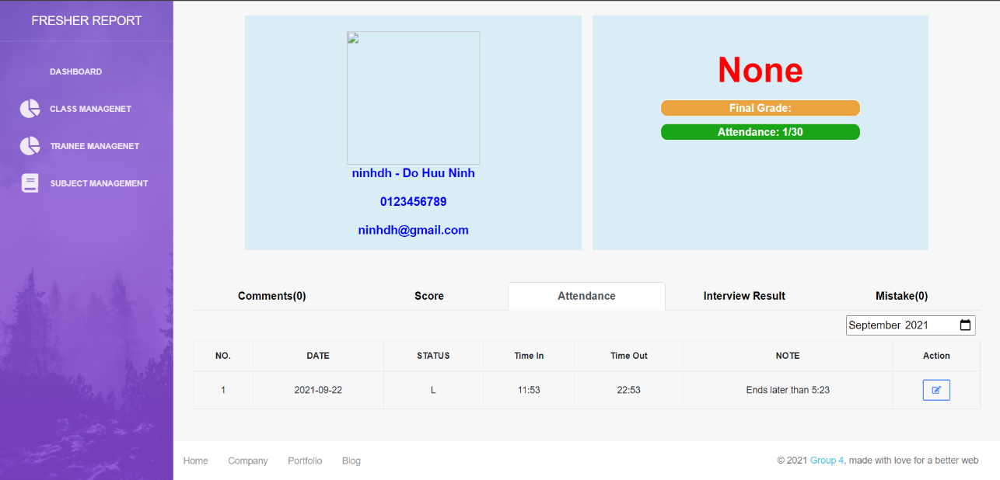 FRESHER REPORT
DASHBOARD
CLASS MANAGENET
TRAINEE MANAGENET
SUBJECT MANAGEMENT
ninhdh - Do Huu Ninh
0123456789
ninhdh@gmail.com
None
Final Grade:
Attendance: 1/30
Comments(0) Score Attendance Interview Result Mistake(0)
September 2021
NO. DATE STATUS Time In Time Out NOTE Action
1 2021-09-22 L 11:53 22:53 Ends later than 5:23
Home Company Portfolio Blog © 2021 Group 4, made with love for a better web